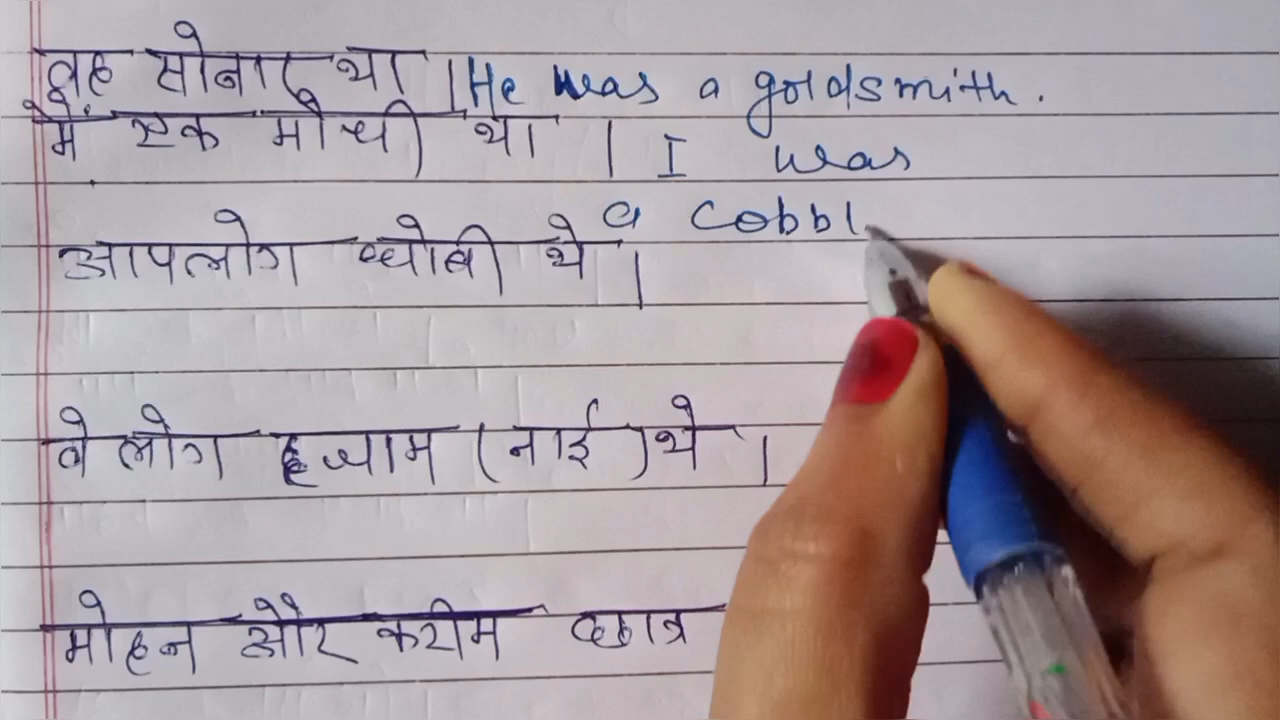 वह सोनार था । He was a goldsmith.
मैं एक मोची था । I was
a cobbl
आपलोग धोबी थे ।
वे लोग हजाम (नाई) थे ।
मोहन और करीम छात्र